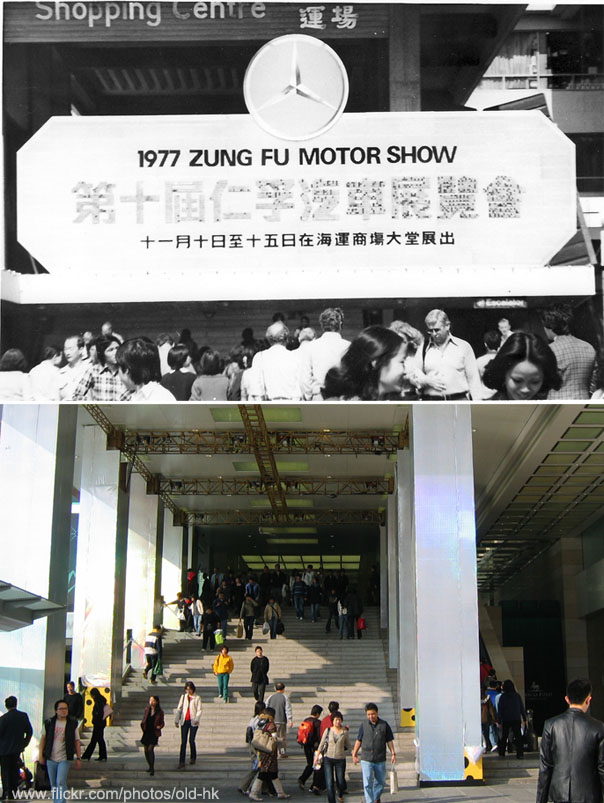 Shopping Centre
運場
1977 ZUNG FU MOTOR SHOW
第十届仁孚汽車展覽會
十一月十日至十五日在海運商場大堂展出
Escalator
www.flickr.com/photos/old-hk